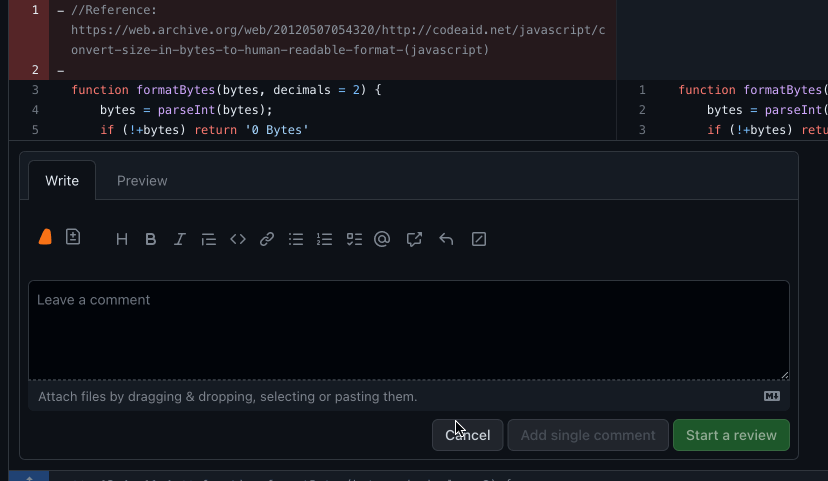 1 − //Reference:
https://web.archive.org/web/20120507054320/http://codeaid.net/javascript/c
onvert-size-in-bytes-to-human-readable-format-(javascript)
2 −
3 function formatBytes(bytes, decimals = 2) {
4 bytes = parseInt(bytes);
5 if (!+bytes) return '0 Bytes'
1 function formatBytes(
2 bytes = parseInt(
3 if (!+bytes) retu
Write
Preview
Leave a comment
Attach files by dragging & dropping, selecting or pasting them.
Cancel
Add single comment
Start a review